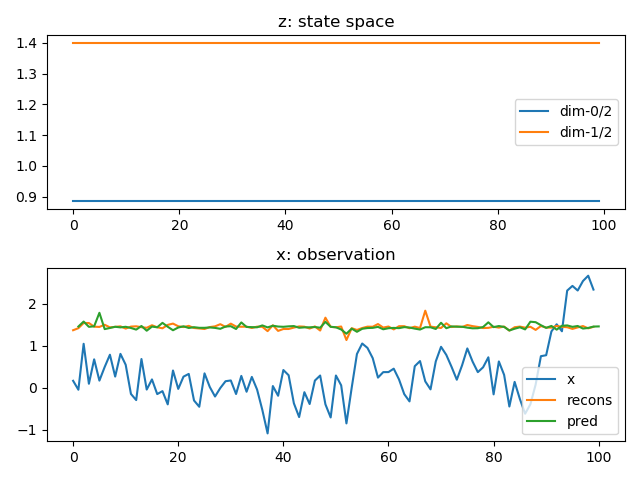 z: state space
1.4
1.3
1.2
1.1
1.0
0.9
dim-0/2
dim-1/2
0 20 40 60 80 100
x: observation
2
1
0
−1
x
recons
pred
0 20 40 60 80 100